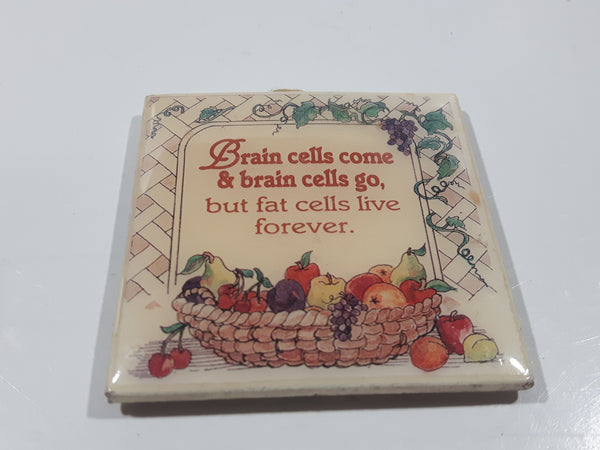 Brain cells come
& brain cells go,
but fat cells live
forever.